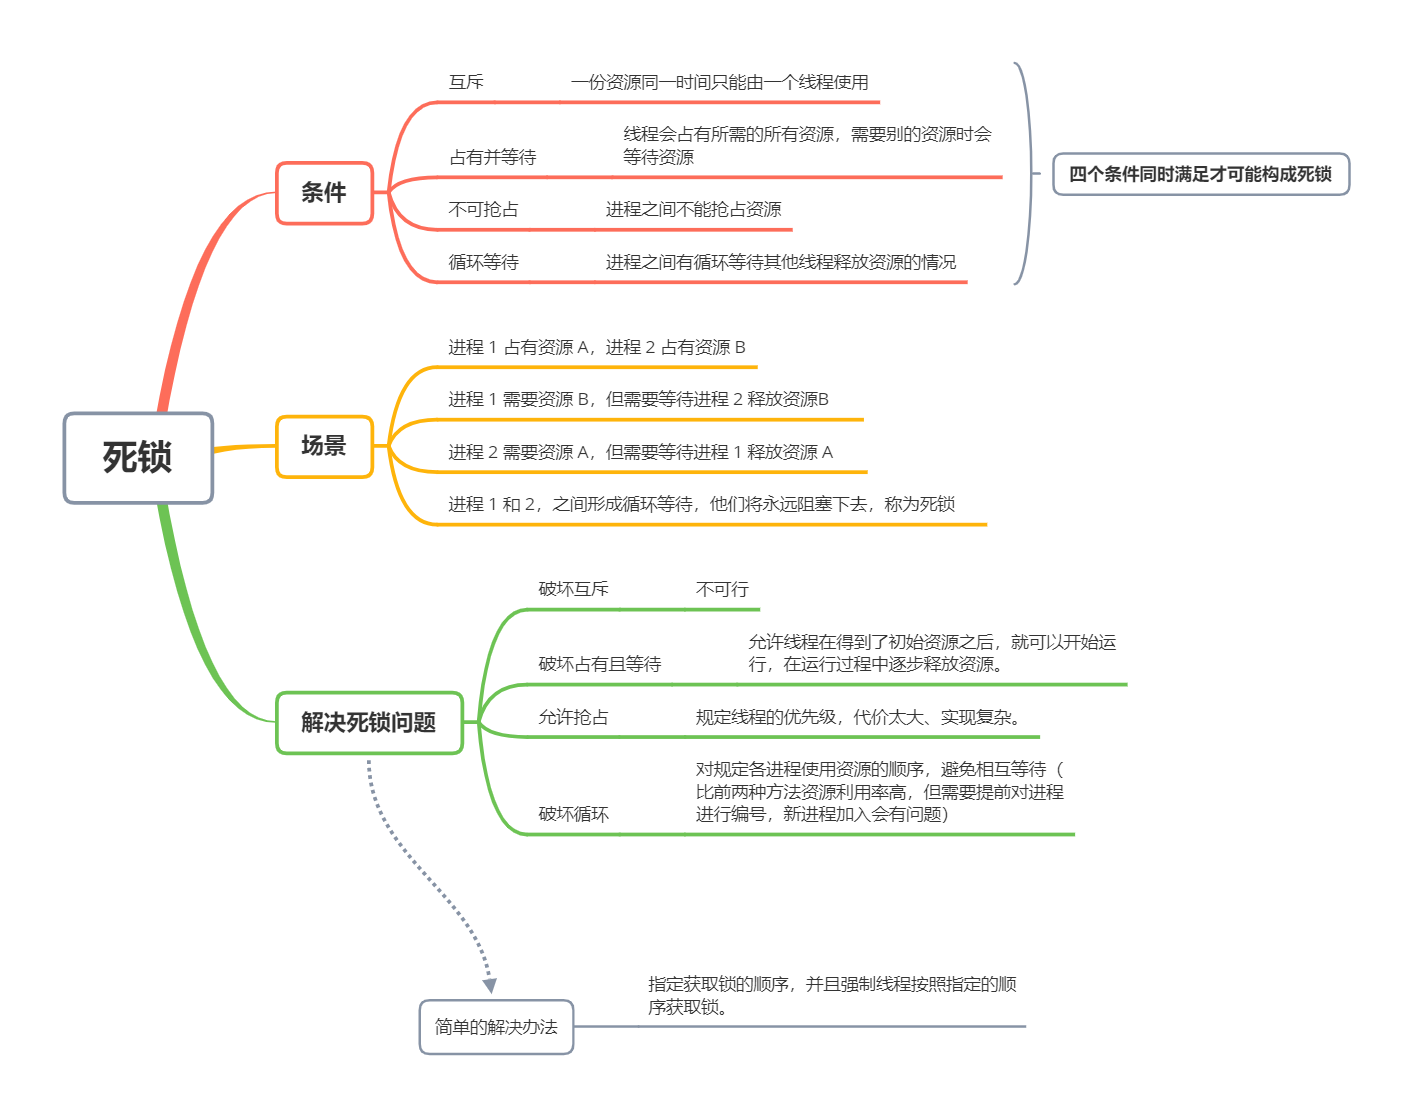 死锁
条件
互斥
一份资源同一时间只能由一个线程使用
占有并等待
线程会占有所需的所有资源，需要别的资源时会
等待资源
不可抢占
进程之间不能抢占资源
循环等待
进程之间有循环等待其他线程释放资源的情况
四个条件同时满足才可能构成死锁
场景
进程 1 占有资源 A，进程 2 占有资源 B
进程 1 需要资源 B，但需要等待进程 2 释放资源B
进程 2 需要资源 A，但需要等待进程 1 释放资源 A
进程 1 和 2，之间形成循环等待，他们将永远阻塞下去，称为死锁
解决死锁问题
破坏互斥
不可行
破坏占有且等待
允许线程在得到了初始资源之后，就可以开始运
行，在运行过程中逐步释放资源。
允许抢占
规定线程的优先级，代价太大、实现复杂。
破坏循环
对规定各进程使用资源的顺序，避免相互等待（
比前两种方法资源利用率高，但需要提前对进程
进行编号，新进程加入会有问题）
简单的解决办法
指定获取锁的顺序，并且强制线程按照指定的顺
序获取锁。